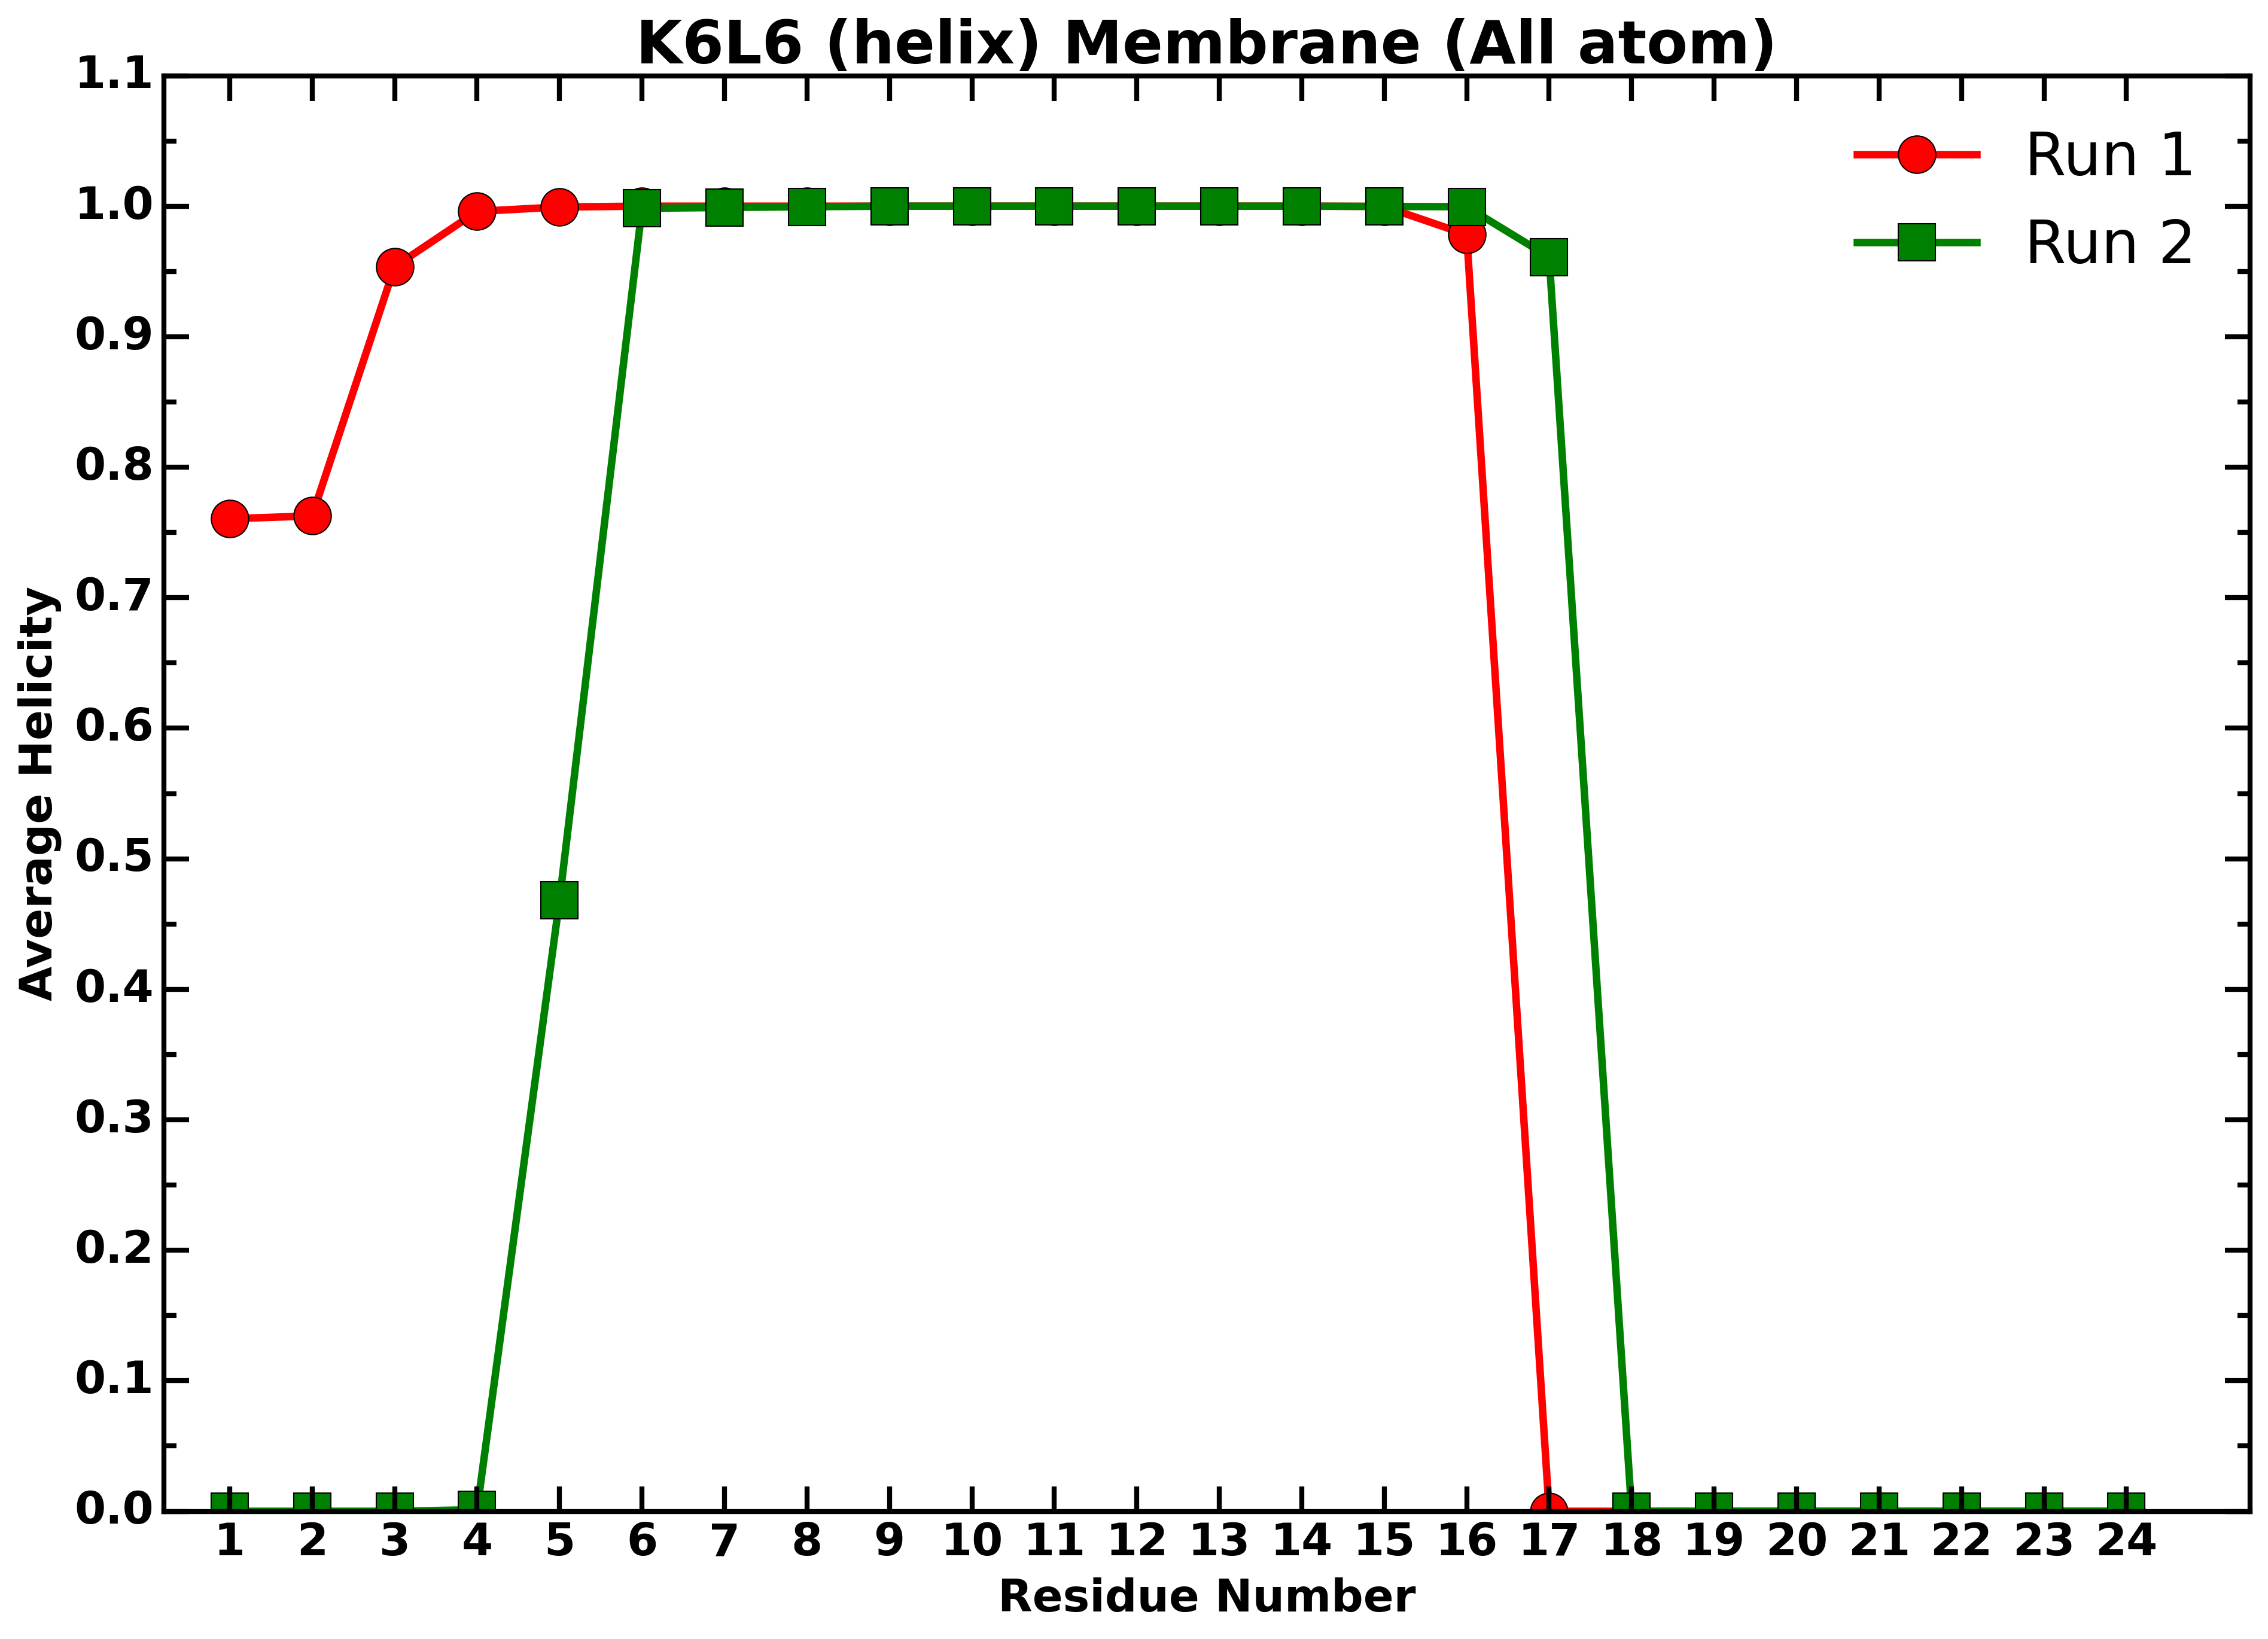 K6L6 (helix) Membrane (All atom)
1.1
1.0
0.9
0.8
0.7
0.6
0.5
0.4
0.3
0.2
0.1
0.0
Average Helicity
Run 1
Run 2
1 2 3 4 5 6 7 8 9 10 11 12 13 14 15 16 17 18 19 20 21 22 23 24
Residue Number